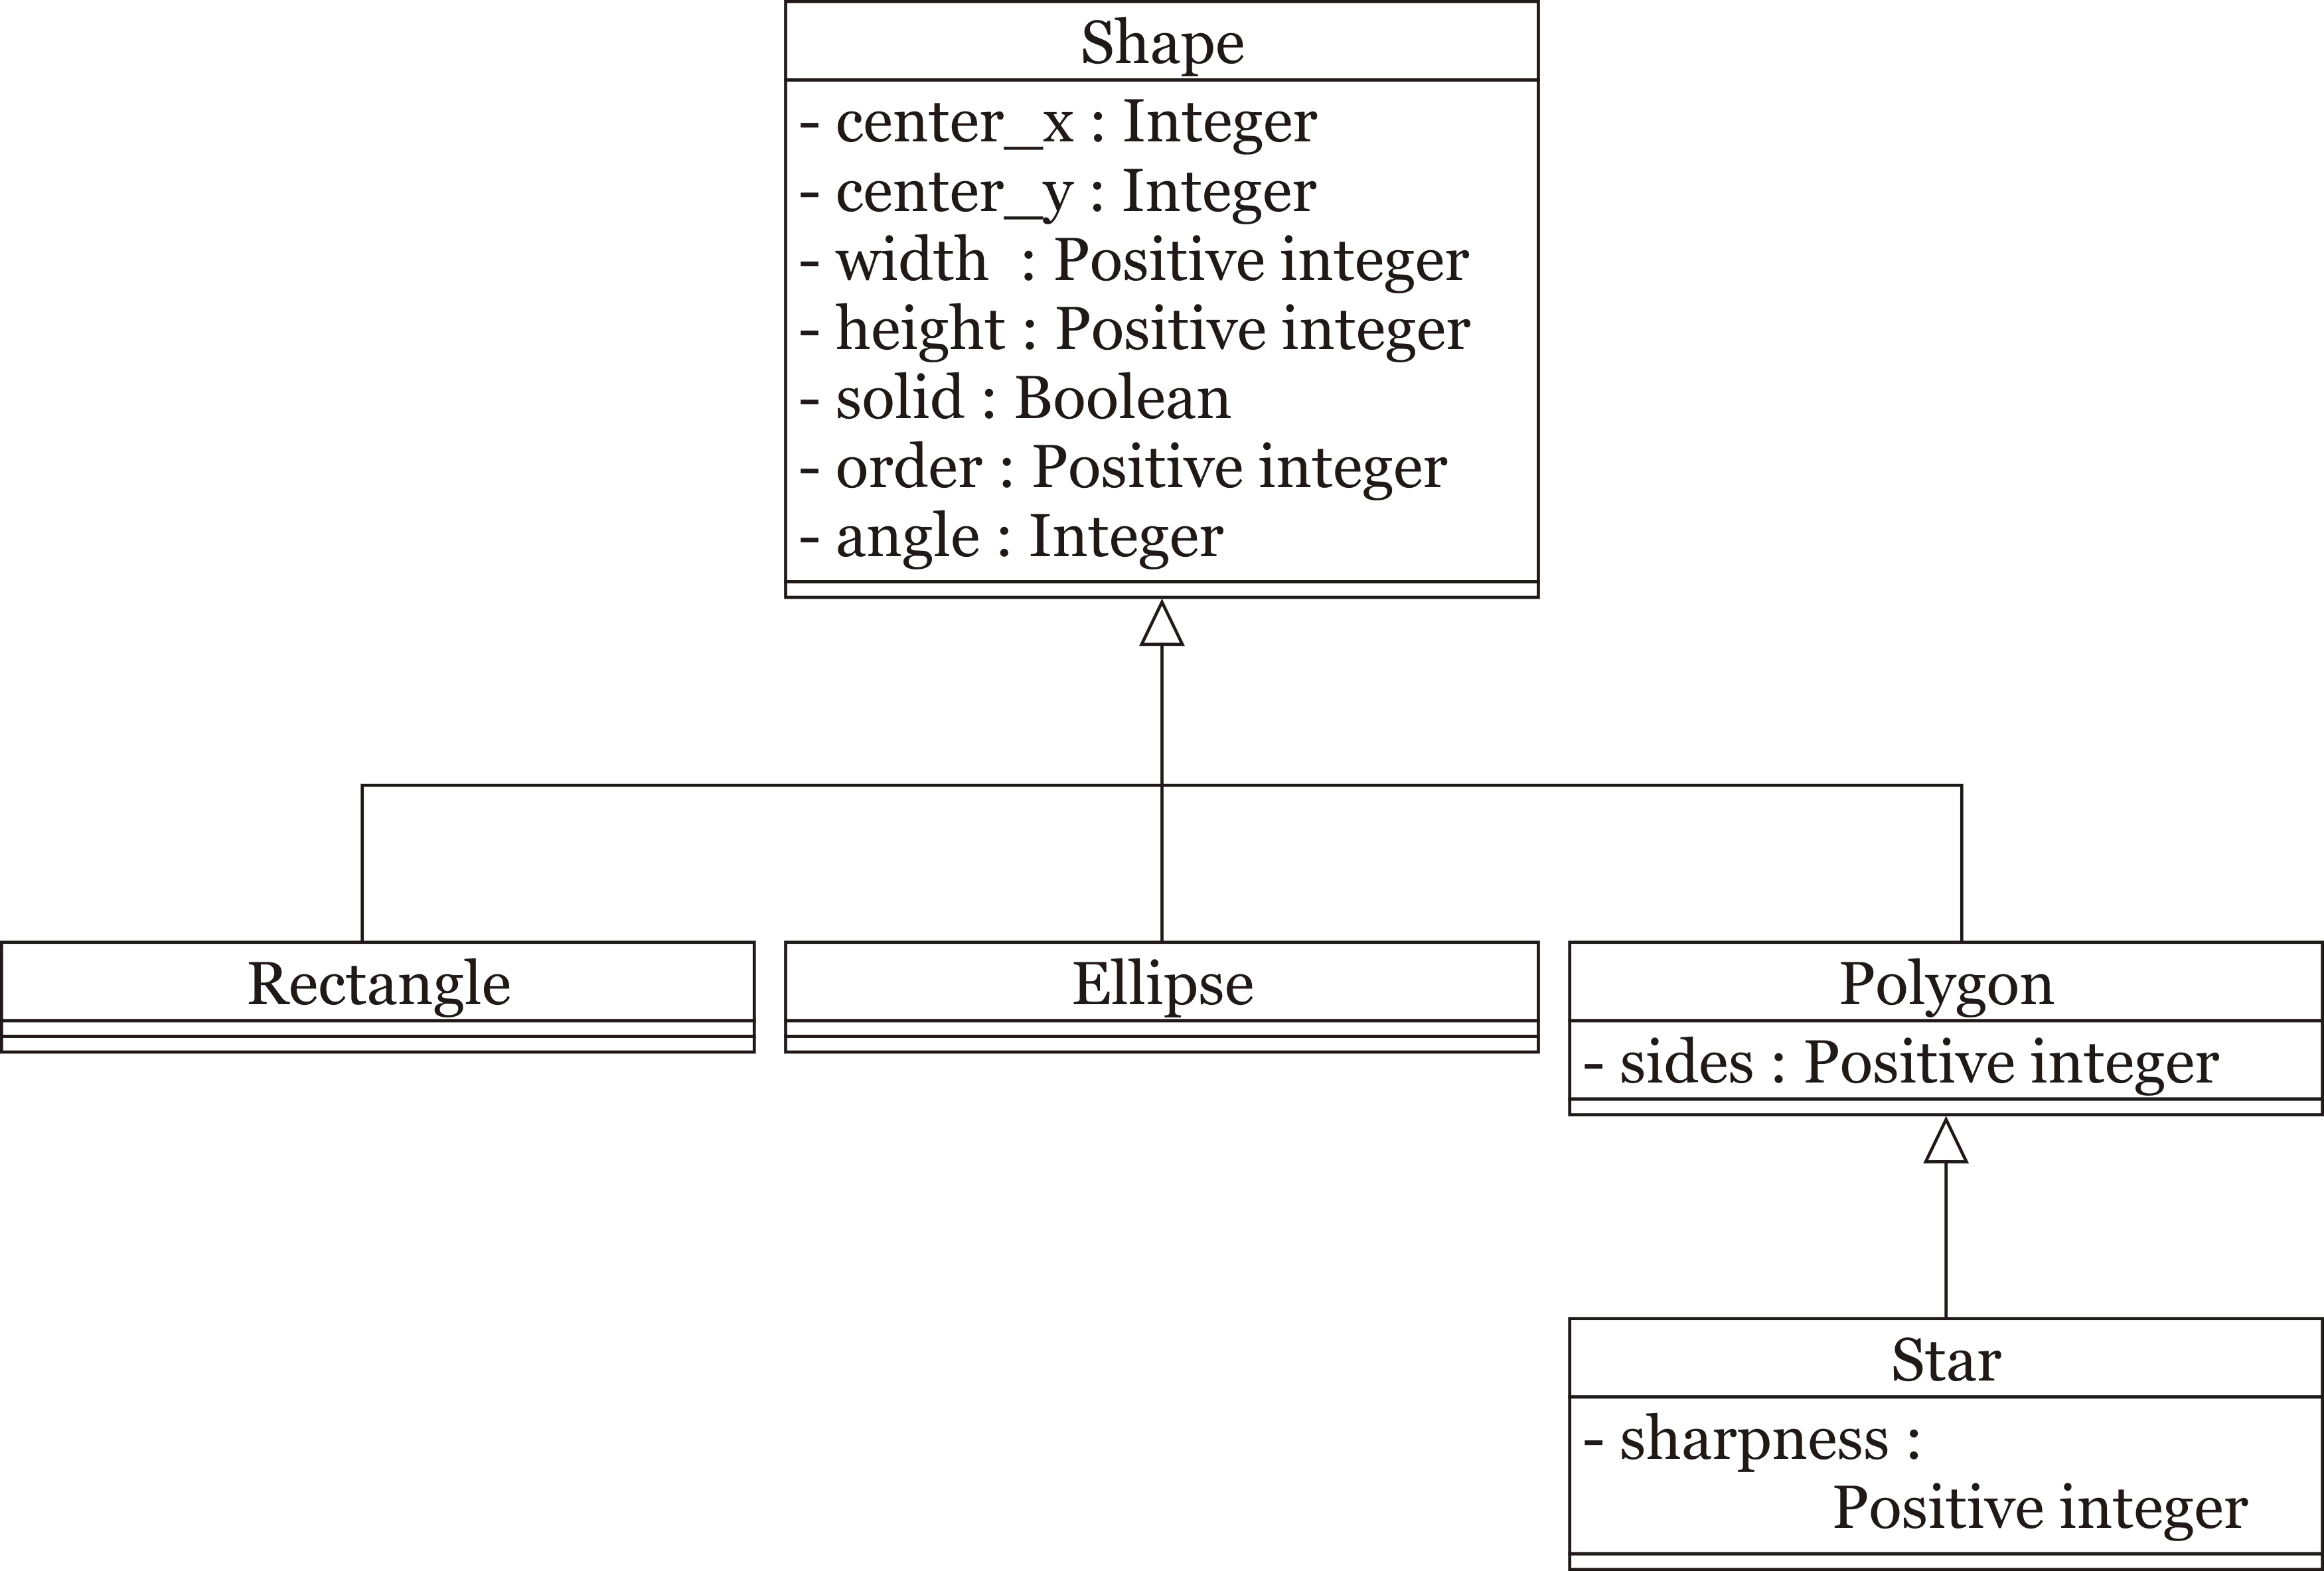 Shape
- center_x : Integer
- center_y : Integer
- width : Positive integer
- height : Positive integer
- solid : Boolean
- order : Positive integer
- angle : Integer
Rectangle
Ellipse
Polygon
- sides : Positive integer
Star
- sharpness :
Positive integer